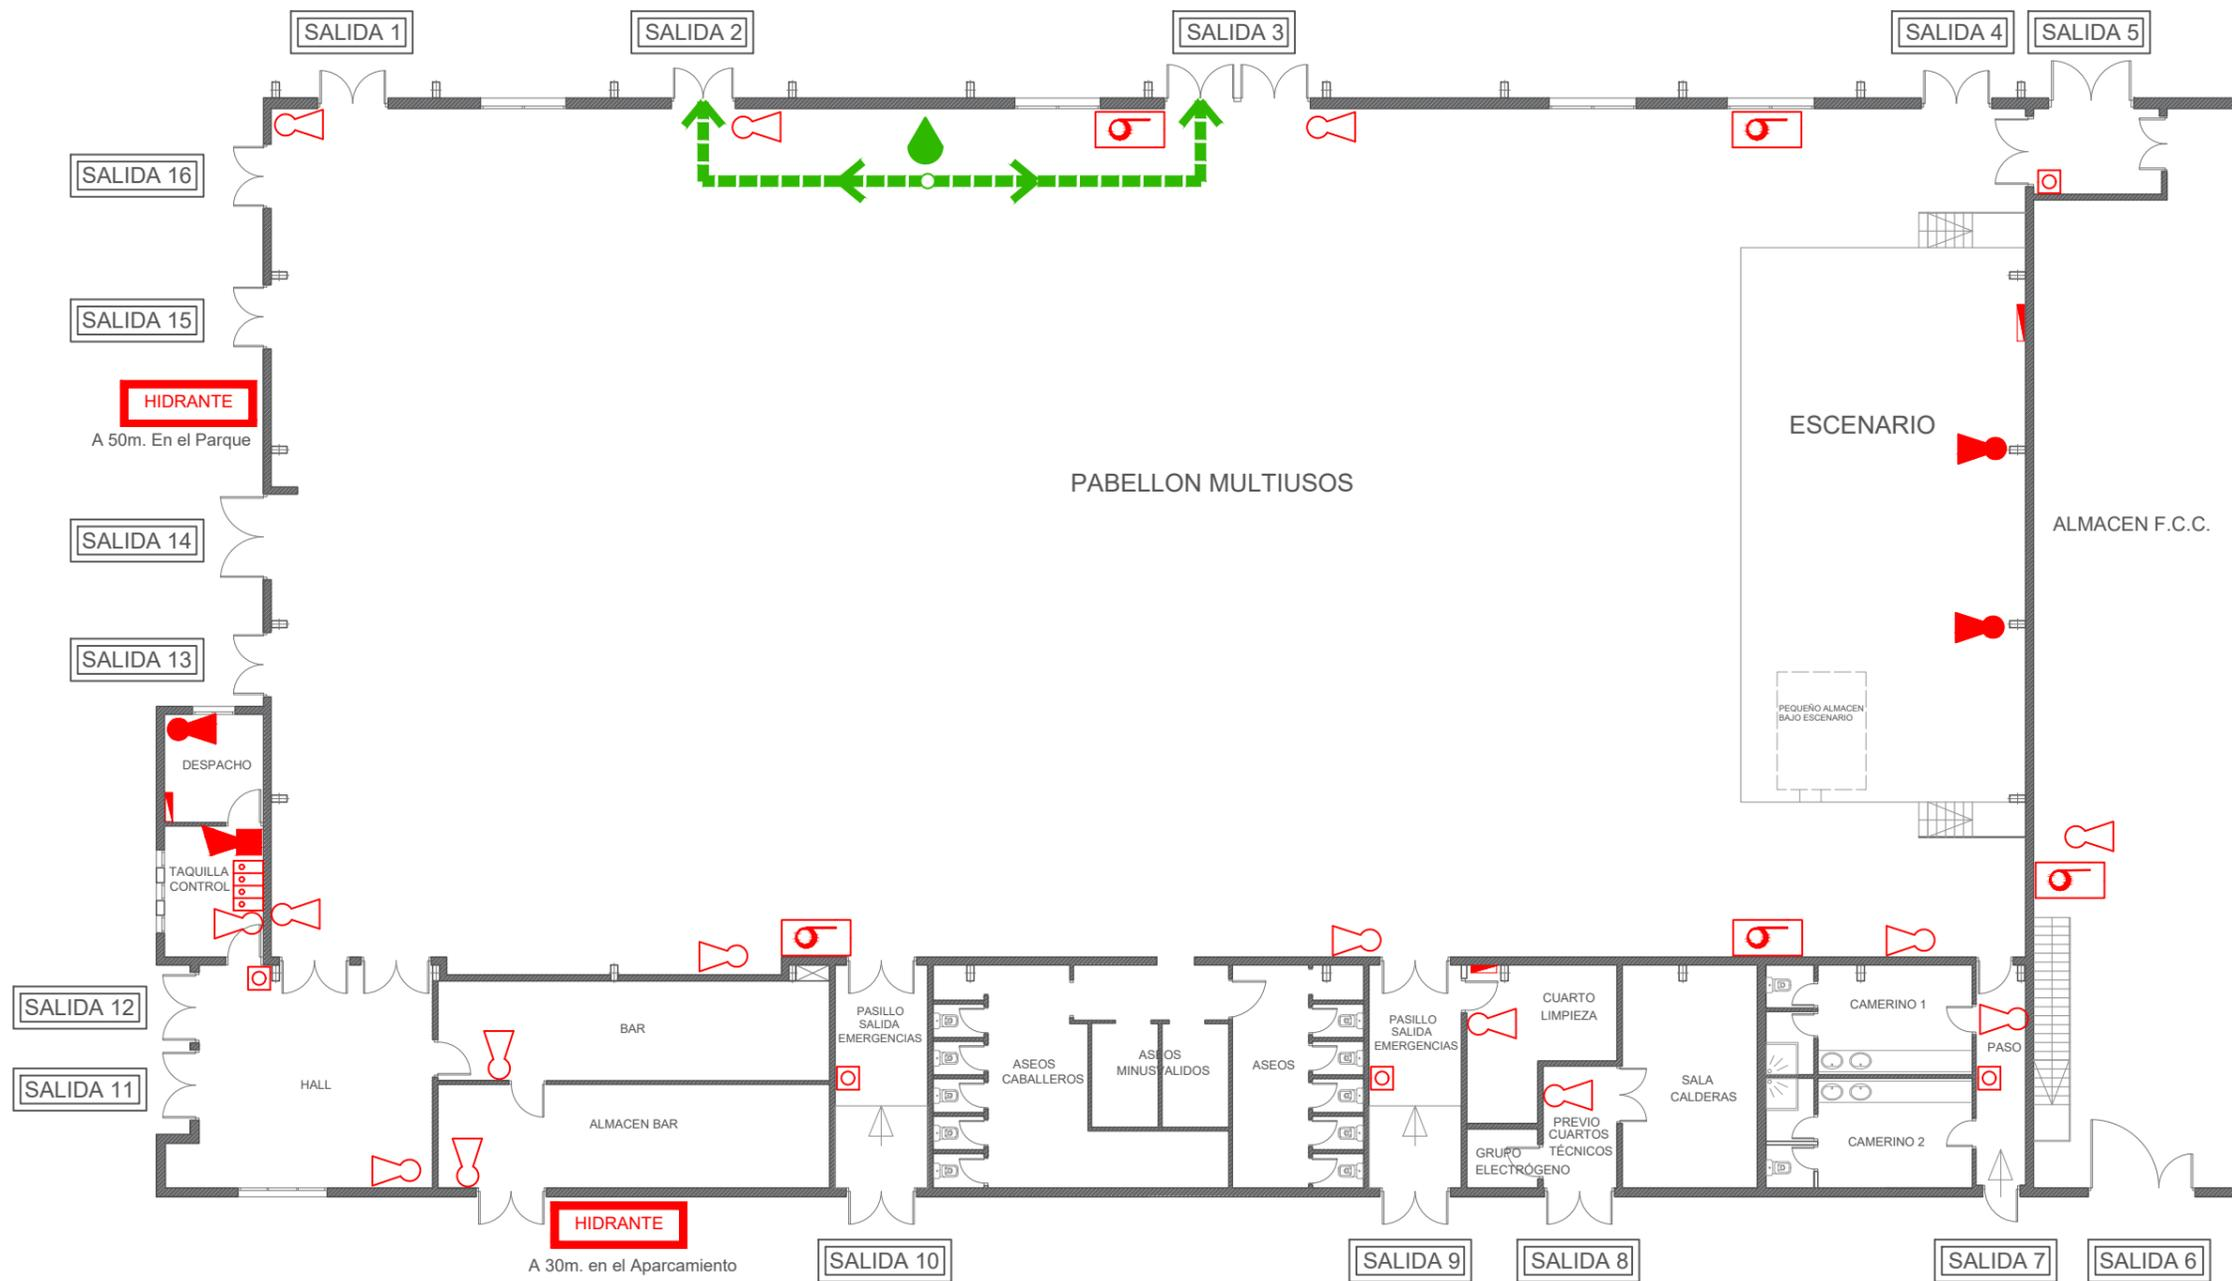 SALIDA 1
SALIDA 2
SALIDA 3
SALIDA 4
SALIDA 5
SALIDA 16
SALIDA 15
HIDRANTE
A 50m. En el Parque
ESCENARIO
PABELLON MULTIUSOS
ALMACEN F.C.C.
SALIDA 14
SALIDA 13
PEQUEÑO ALMACEN
BAJO ESCENARIO
DESPACHO
TAQUILLA
CONTROL
SALIDA 12
SALIDA 11
HALL
BAR
ALMACEN BAR
PASILLO
SALIDA
EMERGENCIAS
ASEOS
CABALLEROS
ASEOS
MINUSVALIDOS
ASEOS
PASILLO
SALIDA
EMERGENCIAS
CUARTO
LIMPIEZA
PREVIO
CUARTOS
TÉCNICOS
GRUPO
ELECTRÓGENO
SALA
CALDERAS
CAMERINO 1
CAMERINO 2
PASO
HIDRANTE
A 30m. en el Aparcamiento
SALIDA 10
SALIDA 9
SALIDA 8
SALIDA 7
SALIDA 6